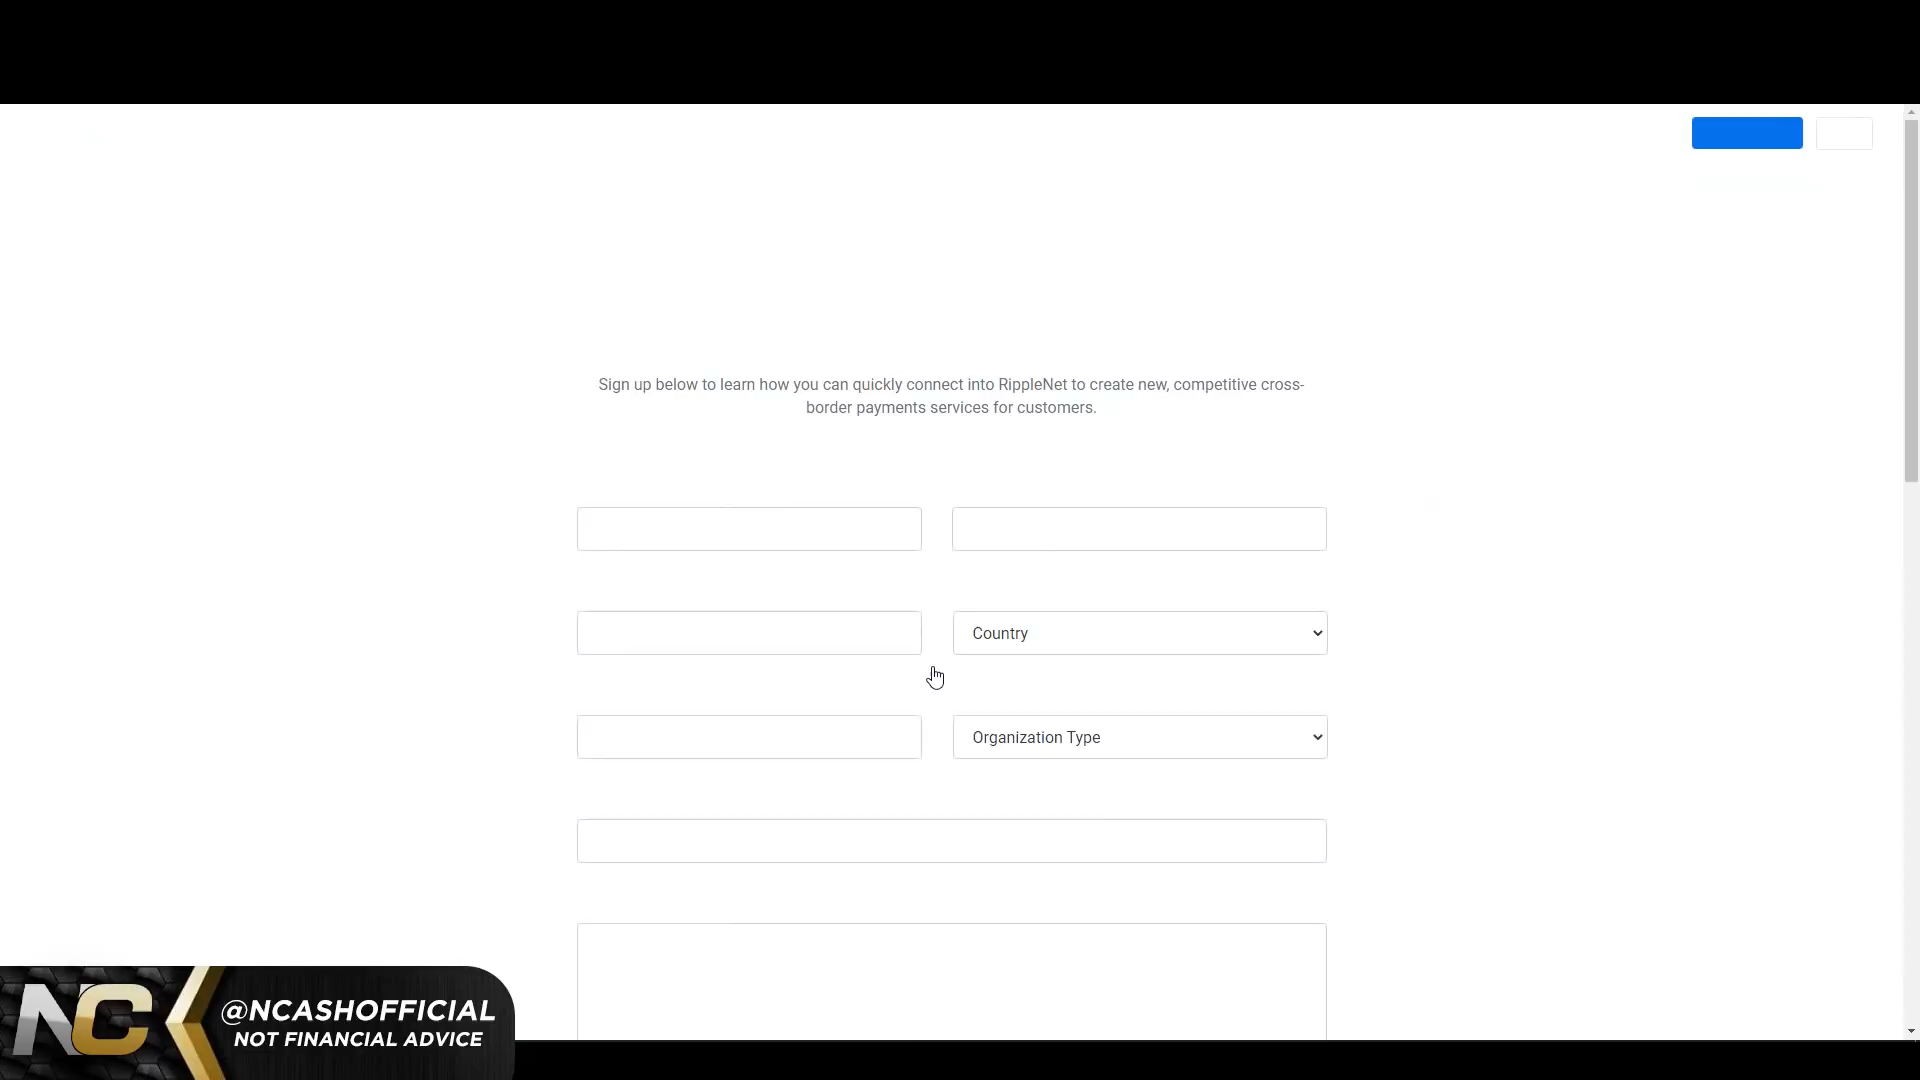 Sign up below to learn how you can quickly connect into RippleNet to create new, competitive cross-
border payments services for customers.
Country
Organization Type
NC
@NCASHOFFICIAL
NOT FINANCIAL ADVICE